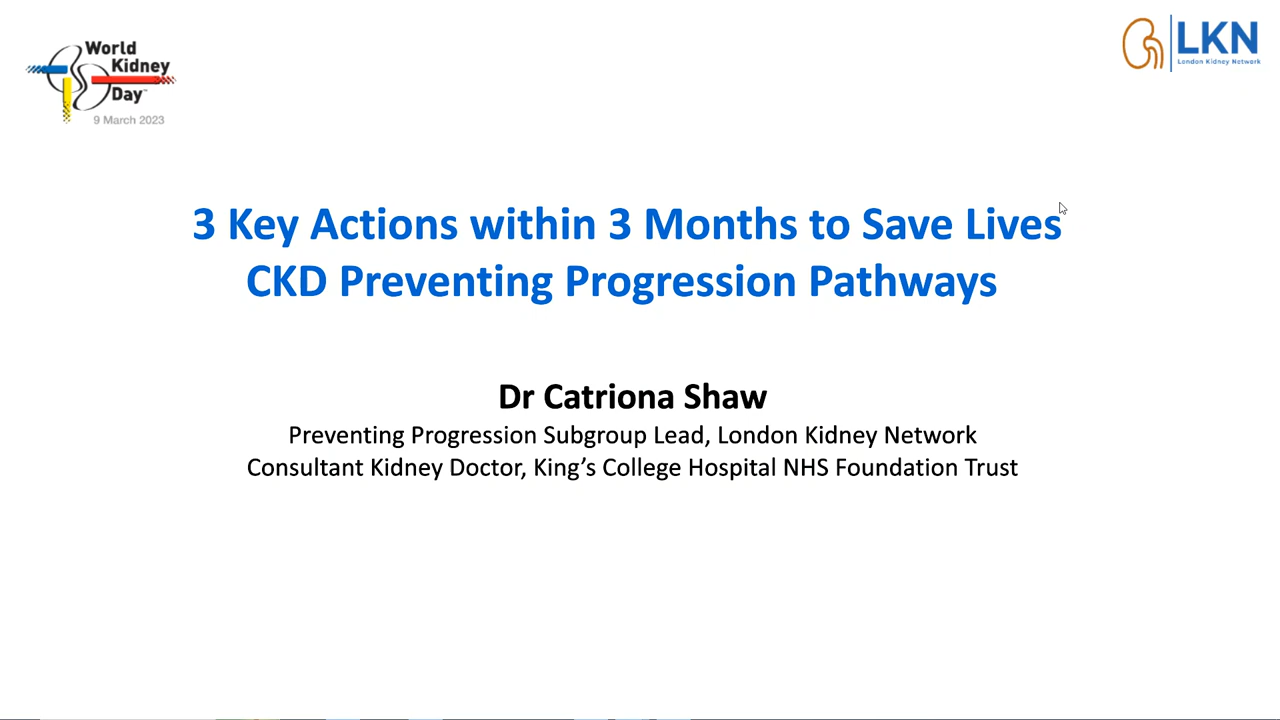 World
Kidney
Day™
9 March 2023
LKN
London Kidney Network
3 Key Actions within 3 Months to Save Lives
CKD Preventing Progression Pathways
Dr Catriona Shaw
Preventing Progression Subgroup Lead, London Kidney Network
Consultant Kidney Doctor, King’s College Hospital NHS Foundation Trust